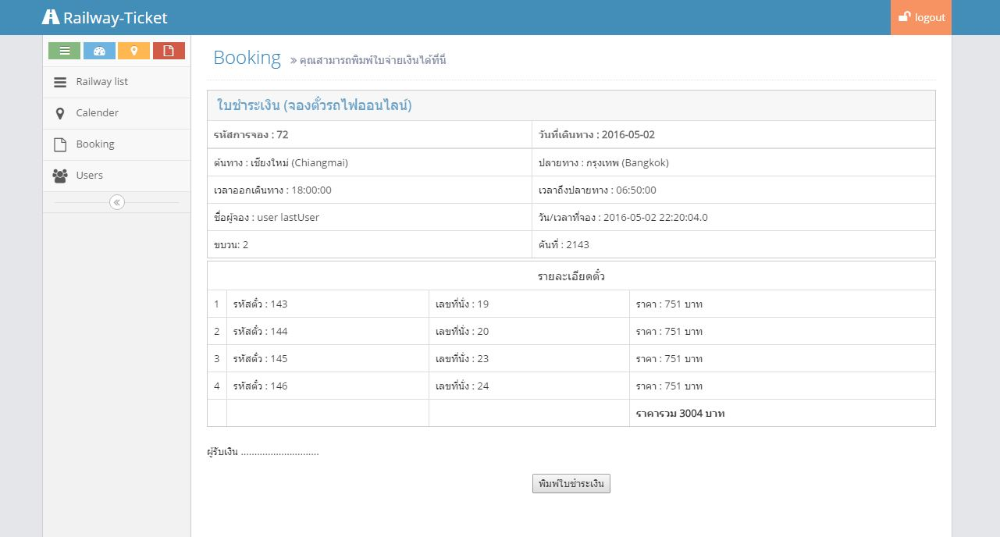 Railway-Ticket
logout
Railway list
Calender
Booking
Users
Booking » คุณสามารถพิมพ์ใบจ่ายเงินได้ที่นี่
ใบชำระเงิน (จองตั๋วรถไฟออนไลน์)
รหัสการจอง : 72 วันที่เดินทาง : 2016-05-02
ต้นทาง : เชียงใหม่ (Chiangmai) ปลายทาง : กรุงเทพ (Bangkok)
เวลาออกเดินทาง : 18:00:00 เวลาถึงปลายทาง : 06:50:00
ชื่อผู้จอง : user lastUser วัน/เวลาที่จอง : 2016-05-02 22:20:04.0
ขบวน: 2 คันที่ : 2143
รายละเอียดตั๋ว
1 รหัสตั๋ว : 143 เลขที่นั่ง : 19 ราคา : 751 บาท
2 รหัสตั๋ว : 144 เลขที่นั่ง : 20 ราคา : 751 บาท
3 รหัสตั๋ว : 145 เลขที่นั่ง : 23 ราคา : 751 บาท
4 รหัสตั๋ว : 146 เลขที่นั่ง : 24 ราคา : 751 บาท
ราคารวม 3004 บาท
ผู้รับเงิน .............................
พิมพ์ใบชำระเงิน